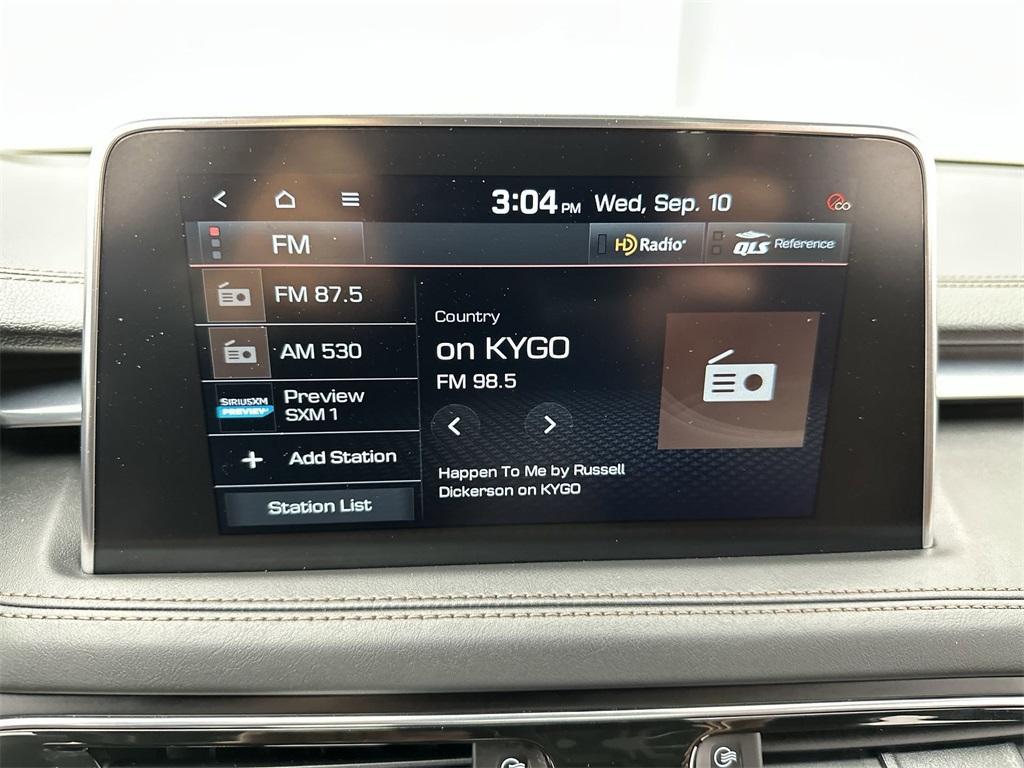 3:04 PM Wed, Sep. 10
FM
HD Radio
QLS Reference
FM 87.5
AM 530
SIRIUSXM
PREVIEW
Preview
SXM 1
Add Station
Station List
Country
on KYGO
FM 98.5
Happen To Me by Russell
Dickerson on KYGO